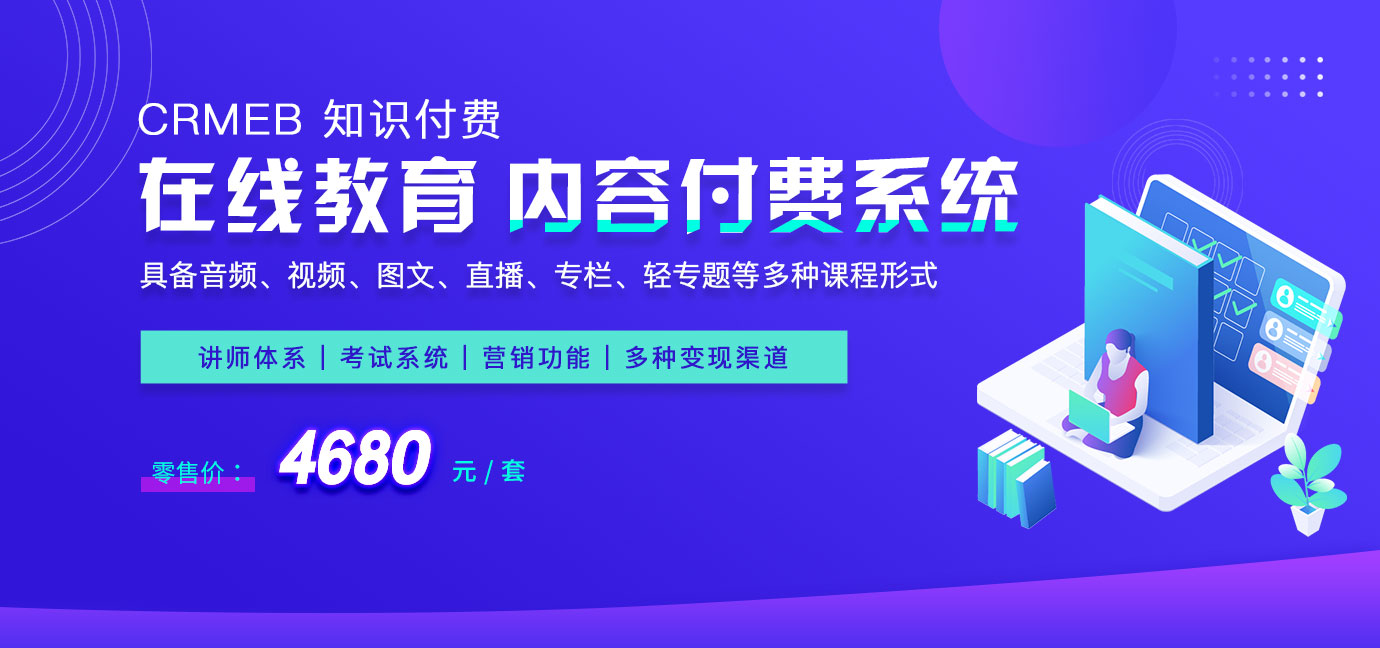 CRMEB 知识付费
在线教育 内容付费系统
具备音频、视频、图文、直播、专栏、轻专题等多种课程形式
讲师体系 | 考试系统 | 营销功能 | 多种变现渠道
零售价： 4680 元 / 套